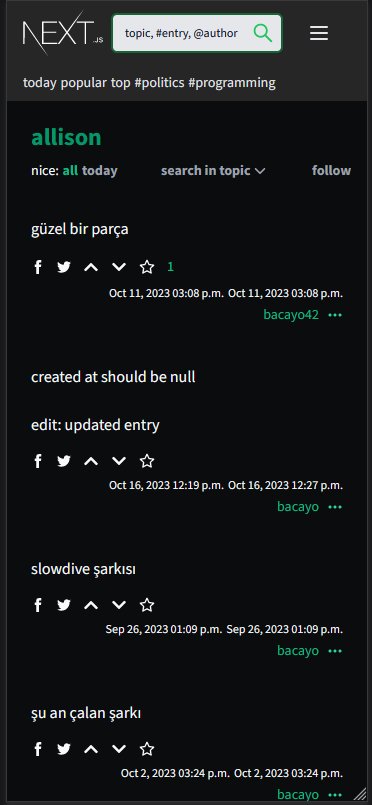 NEXT.JS
topic, #entry, @author
today popular top #politics #programming
allison
nice: all today search in topic follow
güzel bir parça
1
Oct 11, 2023 03:08 p.m. Oct 11, 2023 03:08 p.m.
bacayo42
created at should be null
edit: updated entry
Oct 16, 2023 12:19 p.m. Oct 16, 2023 12:27 p.m.
bacayo
slowdive şarkısı
Sep 26, 2023 01:09 p.m. Sep 26, 2023 01:09 p.m.
bacayo
şu an çalan şarkı
Oct 2, 2023 03:24 p.m. Oct 2, 2023 03:24 p.m.
bacayo